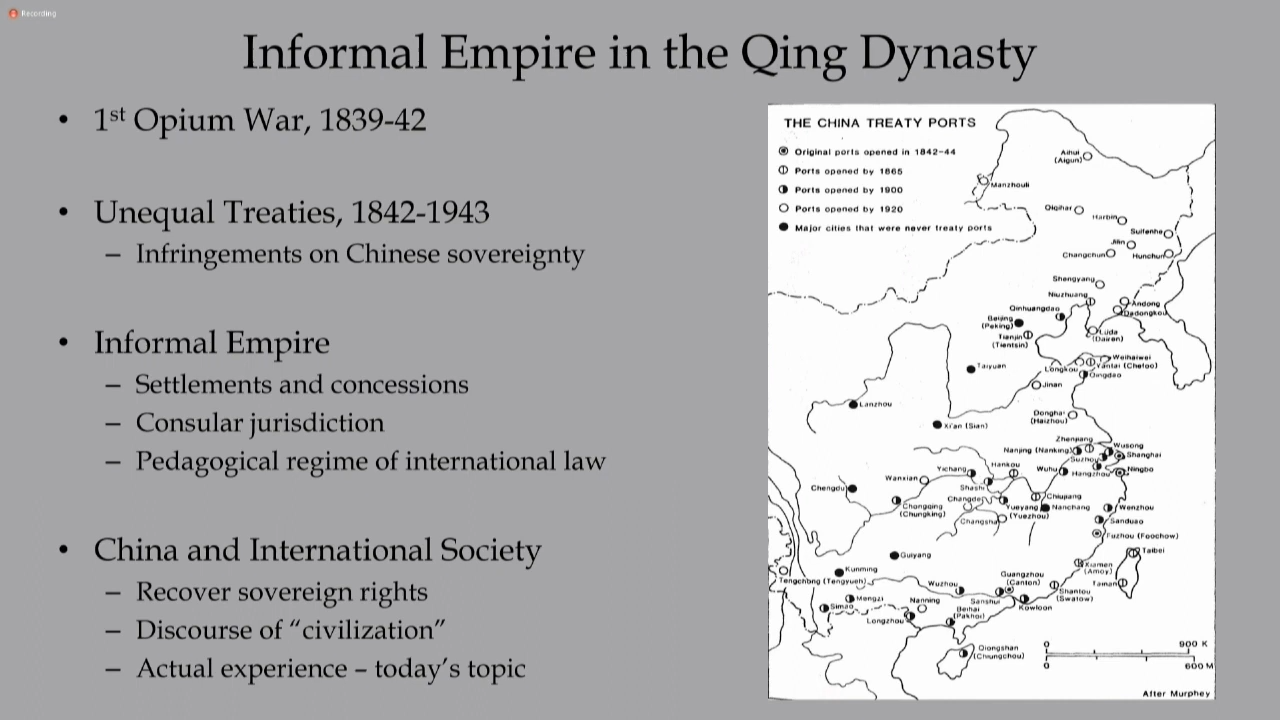 Recording
Informal Empire in the Qing Dynasty
• 1st Opium War, 1839-42
• Unequal Treaties, 1842-1943
– Infringements on Chinese sovereignty
• Informal Empire
– Settlements and concessions
– Consular jurisdiction
– Pedagogical regime of international law
• China and International Society
– Recover sovereign rights
– Discourse of ”civilization”
– Actual experience – today’s topic
THE CHINA TREATY PORTS
Original ports opened in 1842-44
Ports opened by 1865
Ports opened by 1900
Ports opened by 1920
Major cities that were never treaty ports
Aihui
(Aigun)
Manzhouli
Qiqihar
Harbin
Suifenhe
Jilin
Changchun
Hunchun
Shengyang
Niuzhuang
Andong
Dadongkou
Qinhuangdao
Beijing
(Peking)
Tianjin
(Tientsin)
Luda
(Dairen)
Weihaiwei
Yantai (Chefoo)
Longkou
Qingdao
Taiyuan
Jinan
Lanzhou
Donghai
(Haizhou)
Xi'an (Sian)
Zhenjiang
Nanjing (Nanking)
Wusong
Shanghai
Suzhou
Hankou
Yichang
Wuhu
Hangzhou
Ningbo
Wanxian
Shashi
Chengdu
Changde
Chongqing
(Chungking)
Yueyang
(Yuezhou)
Nanchang
Wenzhou
Changsha
Sanduao
Fuzhou (Foochow)
Guiyang
Taibei
Kunming
Xiamen
(Amoy)
Tengchong (Tengyueh)
Guangzhou
(Canton)
Wuzhou
Tainan
Shantou
(Swatow)
Mengzi
Simao
Nanning
Sanshui
Kowloon
Beihai
(Pakhoi)
Longzhou
Qiongshan
(Chiungchou)
0 900 K
0 600 M
After Murphey